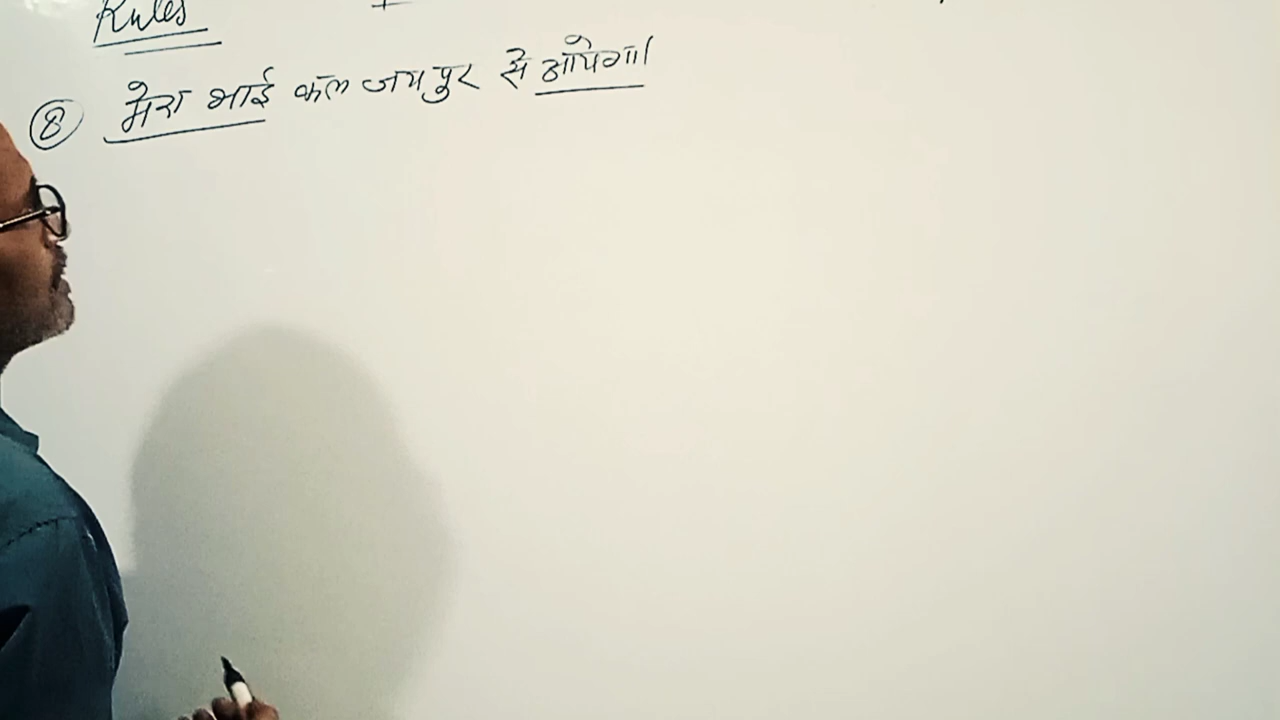 Rules
⑧ मेरा भाई कल जयपुर से आयेगा।